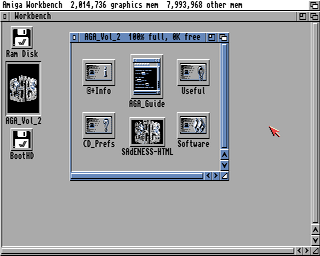 Amiga Workbench 2,014,736 graphics mem 7,993,968 other mem
Workbench
Ram Disk
AGA_Vol_2
BootHD
AGA_Vol_2 100% full, 0K free
@+Info
AGA_Guide
Useful
CD_Prefs
SAdENESS-HTML
Software